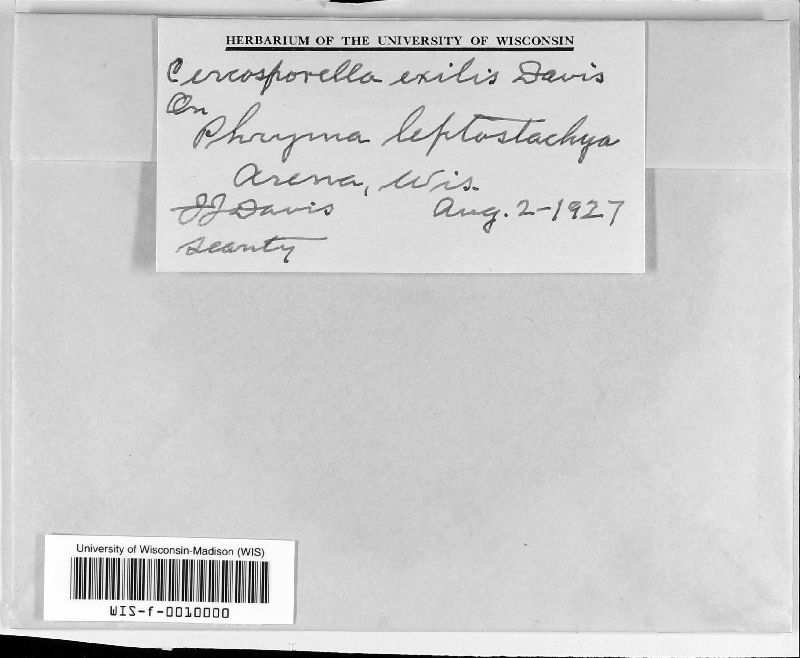 HERBARIUM OF THE UNIVERSITY OF WISCONSIN
Cercosporella exilis Davis
On
Phryma leptostachya
Arena, Wis.
JJ Davis Aug. 2-1927
scanty
University of Wisconsin-Madison (WIS)
WIS-f-0010000